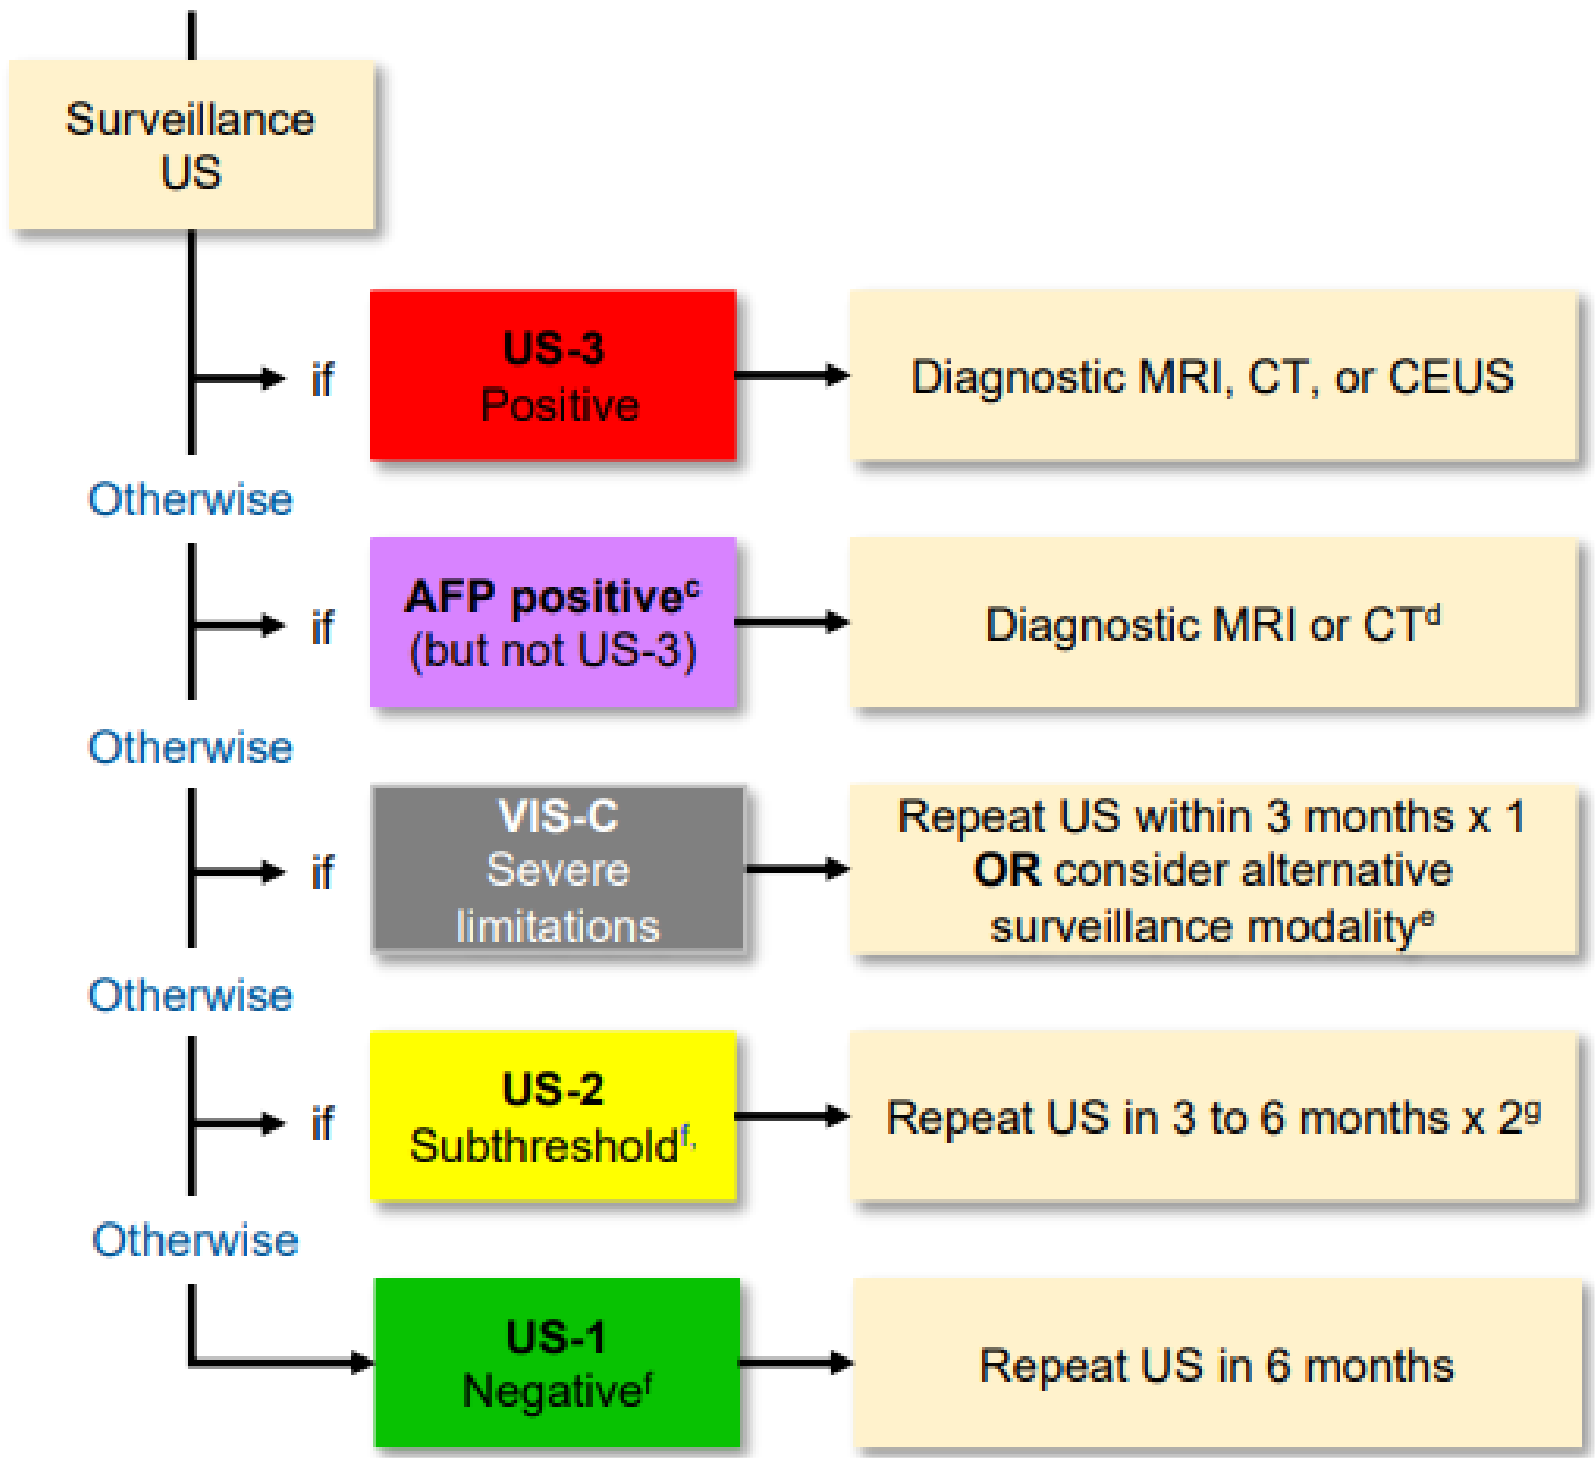 Surveillance
US
if
US-3
Positive
Diagnostic MRI, CT, or CEUS
Otherwise
if
AFP positiveᶜ
(but not US-3)
Diagnostic MRI or CTᵈ
Otherwise
if
VIS-C
Severe
limitations
Repeat US within 3 months x 1
OR consider alternative
surveillance modalityᵉ
Otherwise
if
US-2
Subthresholdᶠ,
Repeat US in 3 to 6 months x 2ᵍ
Otherwise
US-1
Negativeᶠ
Repeat US in 6 months